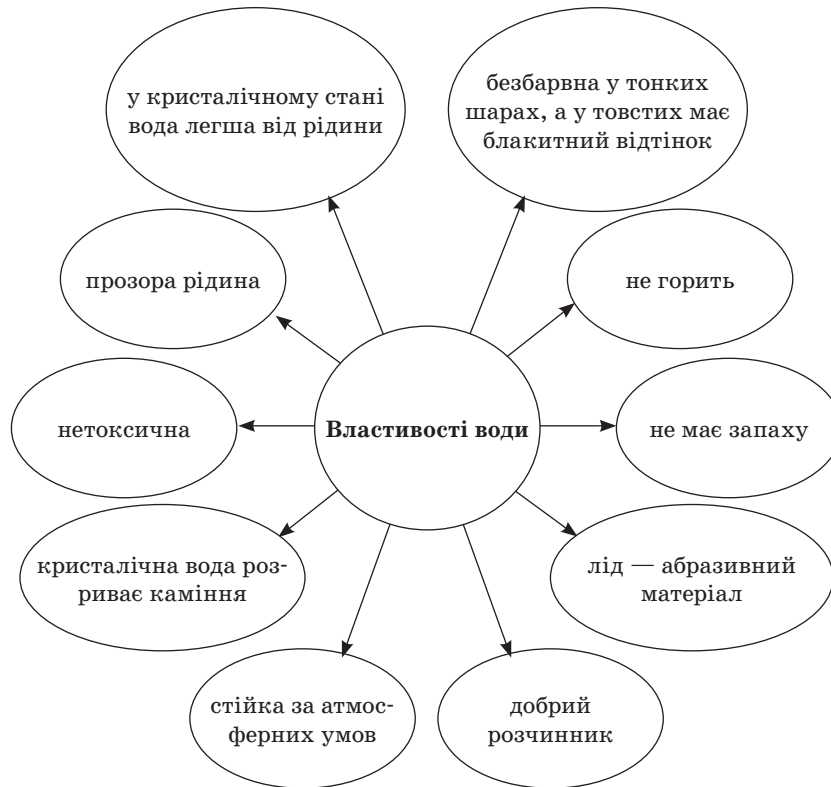 у кристалічному стані
вода легша від рідини
безбарвна у тонких
шарах, а у товстих має
блакитний відтінок
прозора рідина
не горить
нетоксична
Властивості води
не має запаху
кристалічна вода роз-
риває каміння
лід — абразивний
матеріал
стійка за атмос-
ферних умов
добрий
розчинник